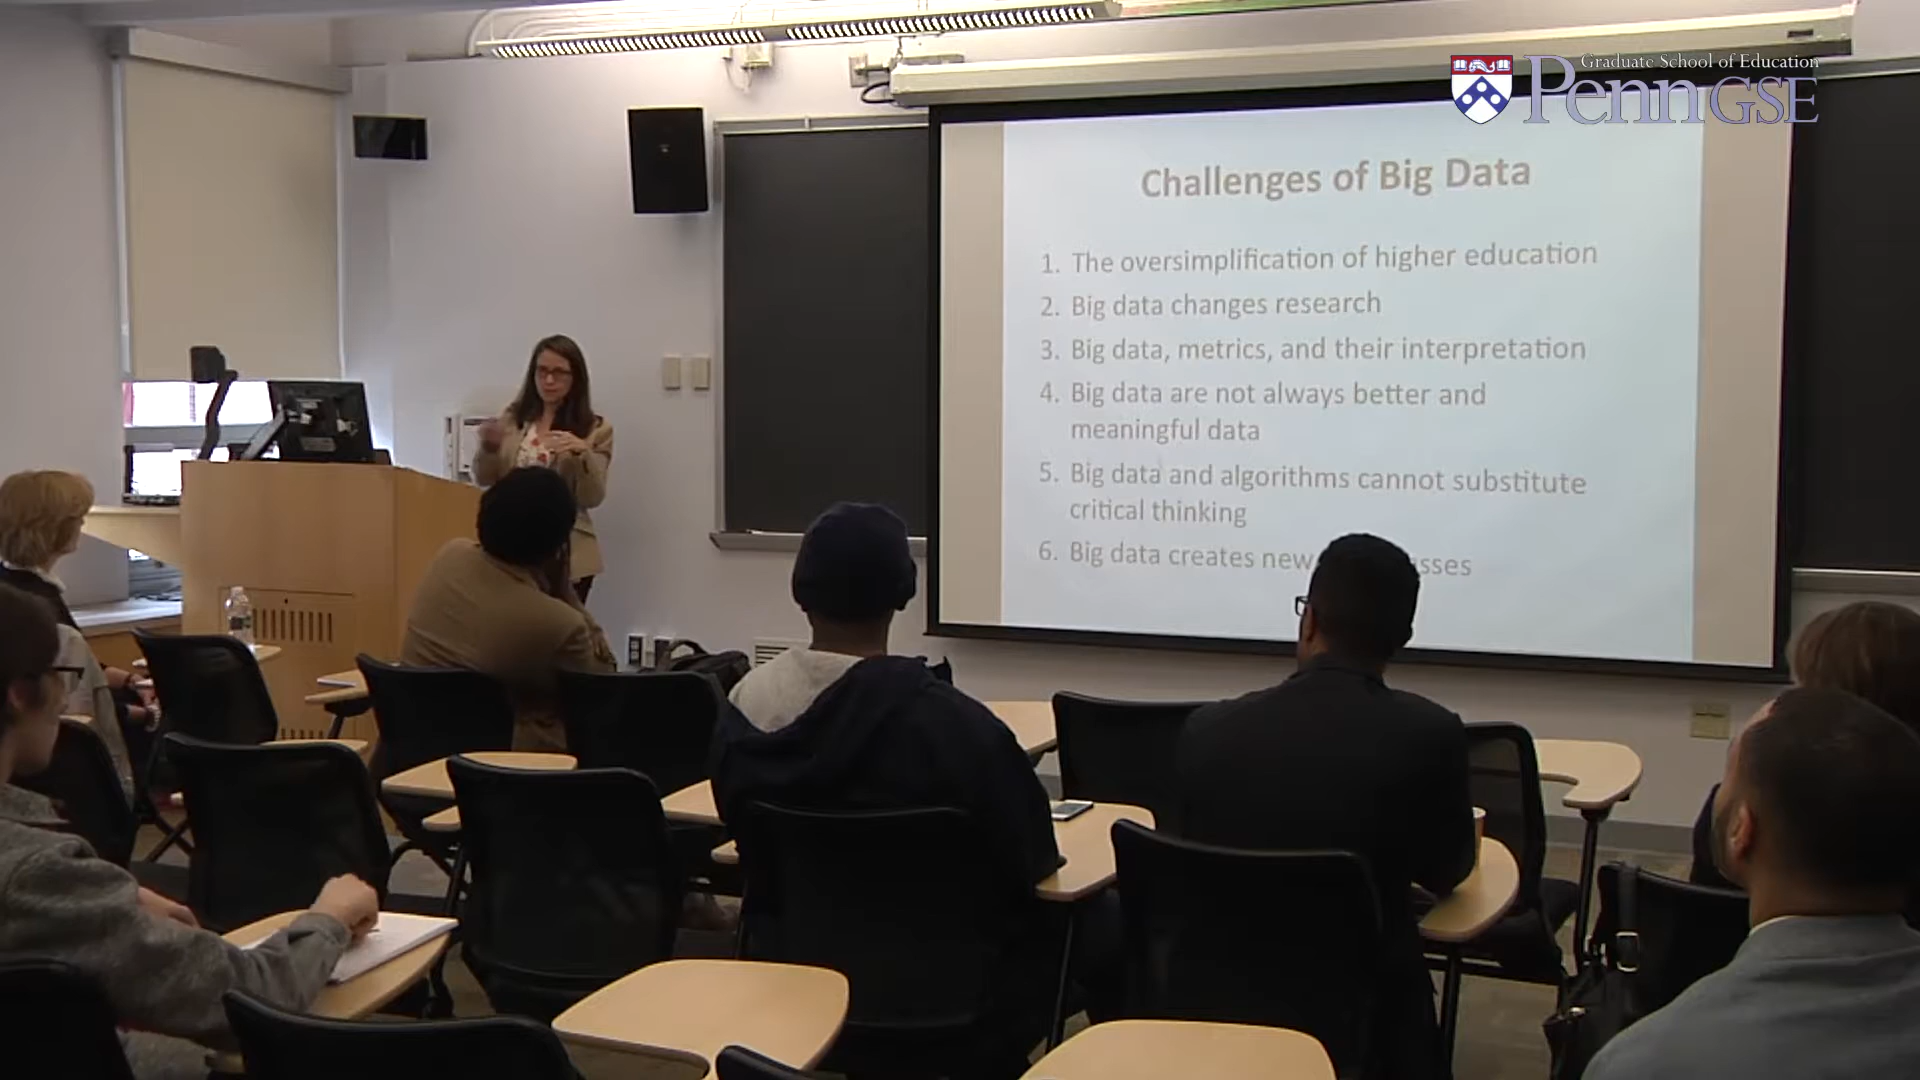 Graduate School of Education
PennGSE
Challenges of Big Data
1. The oversimplification of higher education
2. Big data changes research
3. Big data, metrics, and their interpretation
4. Big data are not always better and
meaningful data
5. Big data and algorithms cannot substitute
critical thinking
6. Big data creates new